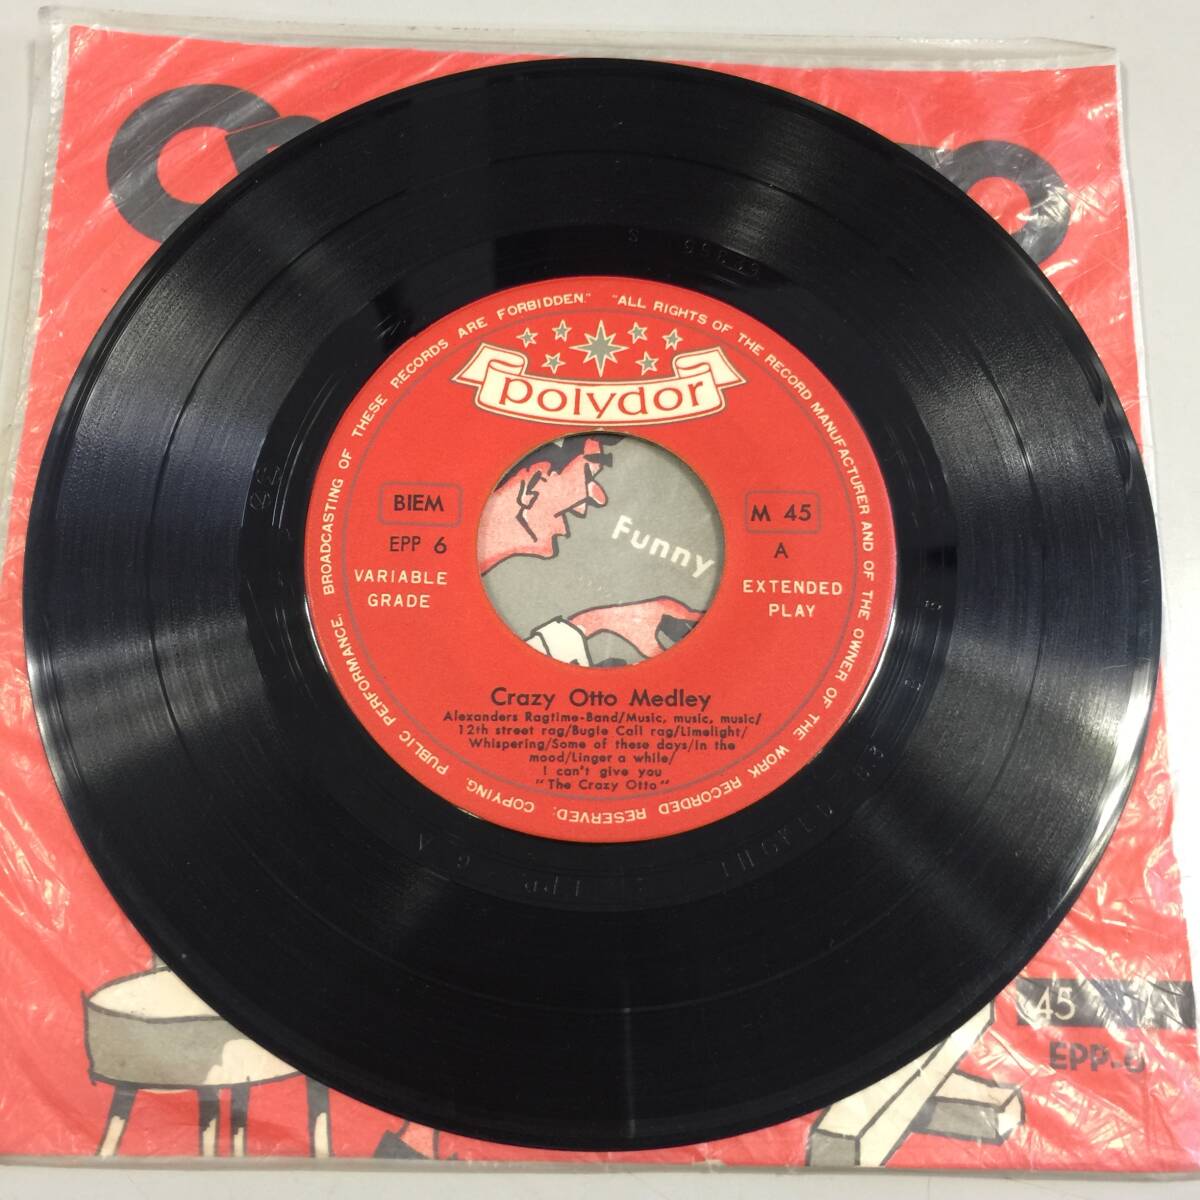 polydor
BROADCASTING OF THESE RECORDS ARE FORBIDDEN." "ALL RIGHTS OF THE RECORD MANUFACTURER AND OF THE OWNER OF THE WORK RECORDED RESERVED: COPYING, PUBLIC PERFORMANCE,
BIEM
EPP 6
VARIABLE
GRADE
M 45
A
EXTENDED
PLAY
Funny
Crazy Otto Medley
Alexanders Ragtime-Band/Music, music, music/
12th street rag/Bugle Call rag/Limelight/
Whispering/Some of these days/In the
mood/Linger a while/
I can't give you
"The Crazy Otto"
45
EPP-6